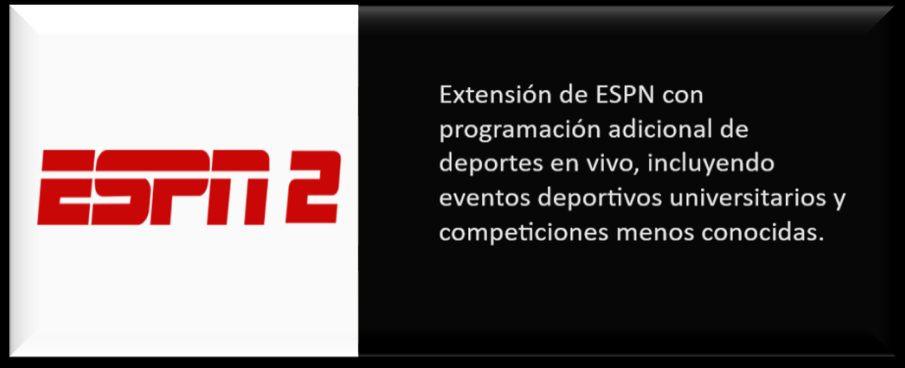 ESPN 2
Extensión de ESPN con
programación adicional de
deportes en vivo, incluyendo
eventos deportivos universitarios y
competiciones menos conocidas.